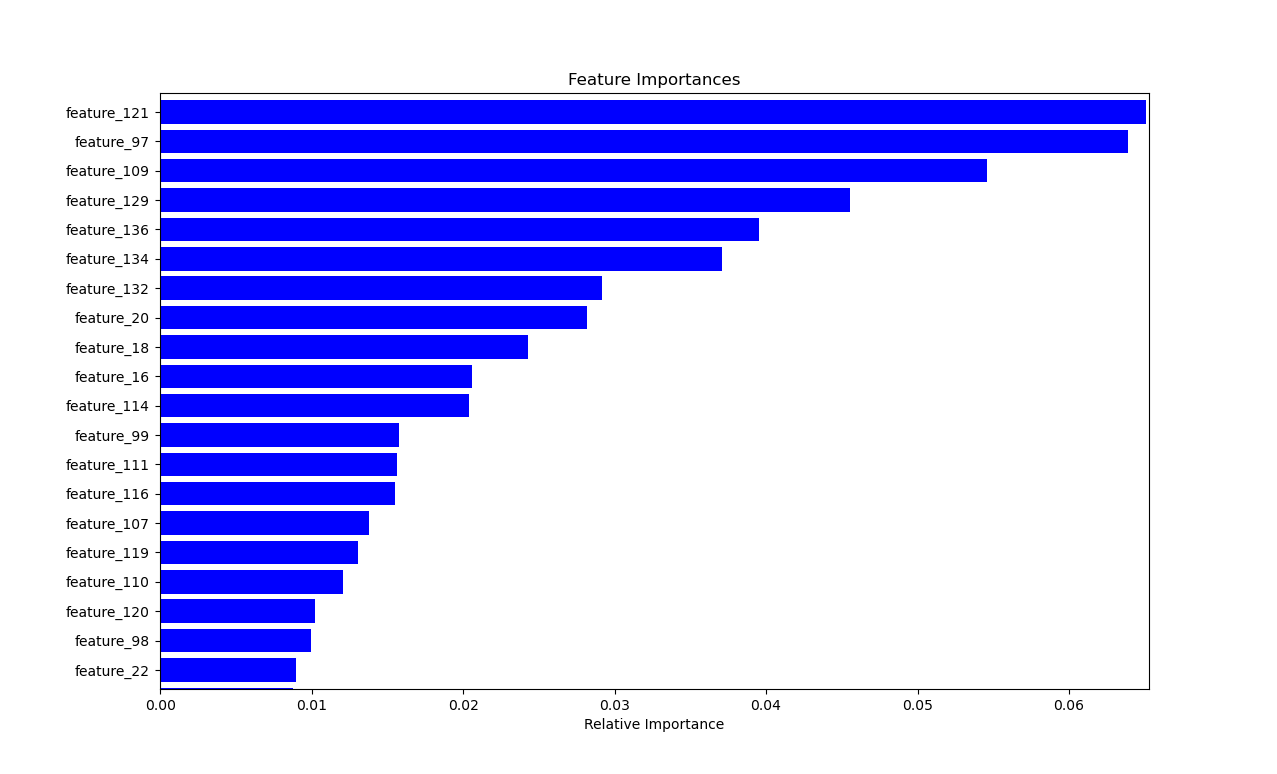 Feature Importances
feature_121
feature_97
feature_109
feature_129
feature_136
feature_134
feature_132
feature_20
feature_18
feature_16
feature_114
feature_99
feature_111
feature_116
feature_107
feature_119
feature_110
feature_120
feature_98
feature_22
0.00 0.01 0.02 0.03 0.04 0.05 0.06
Relative Importance